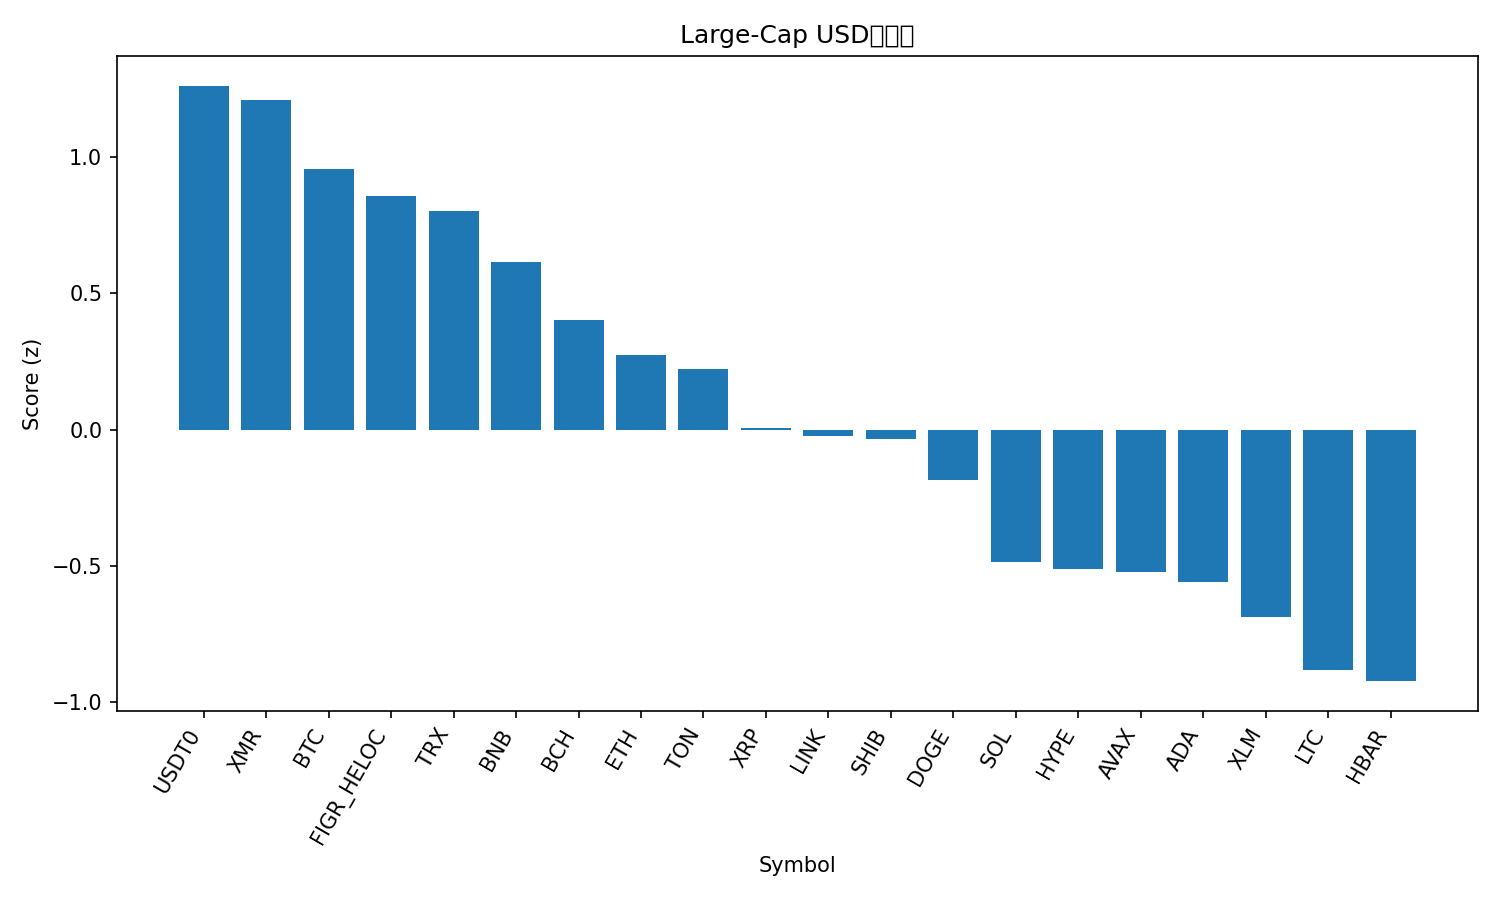 Large-Cap USD
Score (z)
1.0
0.5
0.0
−0.5
−1.0
USDT0
XMR
BTC
FIGR_HELOC
TRX
BNB
BCH
ETH
TON
XRP
LINK
SHIB
DOGE
SOL
HYPE
AVAX
ADA
XLM
LTC
HBAR
Symbol